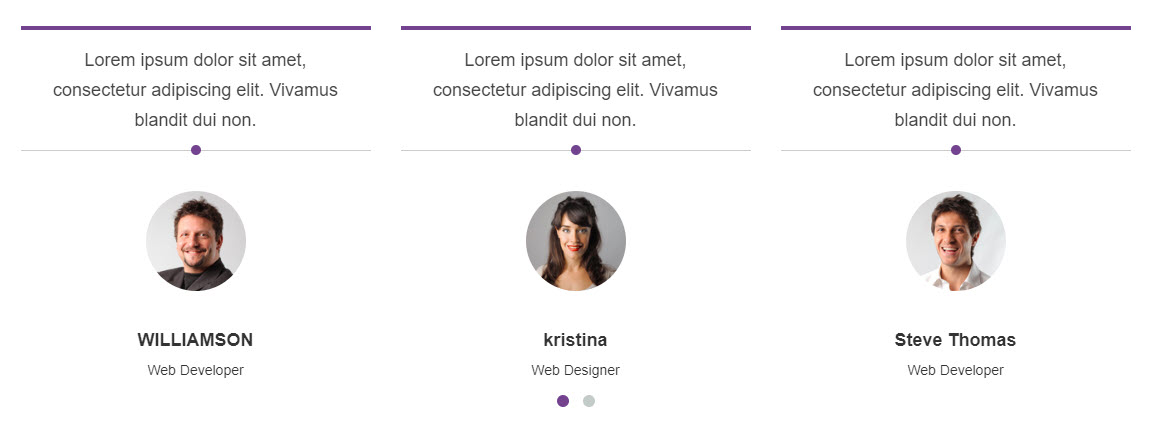 Lorem ipsum dolor sit amet,
consectetur adipiscing elit. Vivamus
blandit dui non.
WILLIAMSON
Web Developer
Lorem ipsum dolor sit amet,
consectetur adipiscing elit. Vivamus
blandit dui non.
kristina
Web Designer
Lorem ipsum dolor sit amet,
consectetur adipiscing elit. Vivamus
blandit dui non.
Steve Thomas
Web Developer